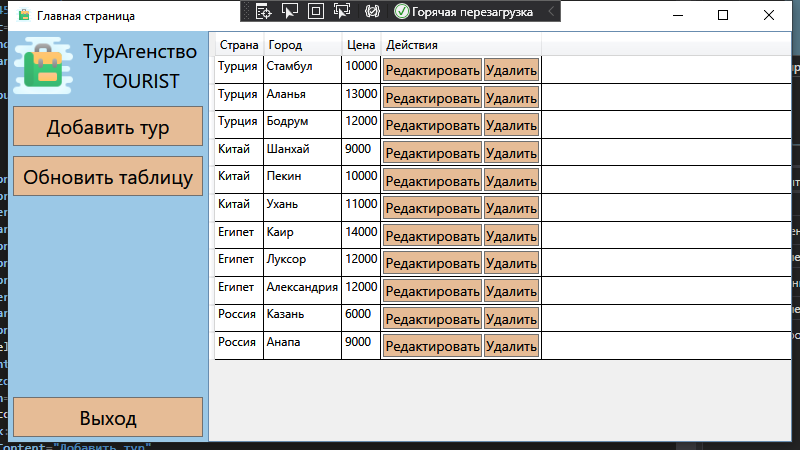 Главная страница
Горячая перезагрузка
ТурАгенство
TOURIST
Добавить тур
Обновить таблицу
Выход
Страна Город Цена Действия
Турция Стамбул 10000 Редактировать Удалить
Турция Аланья 13000 Редактировать Удалить
Турция Бодрум 12000 Редактировать Удалить
Китай Шанхай 9000 Редактировать Удалить
Китай Пекин 10000 Редактировать Удалить
Китай Ухань 11000 Редактировать Удалить
Египет Каир 14000 Редактировать Удалить
Египет Луксор 12000 Редактировать Удалить
Египет Александрия 12000 Редактировать Удалить
Россия Казань 6000 Редактировать Удалить
Россия Анапа 9000 Редактировать Удалить
Content="Добавить тур"